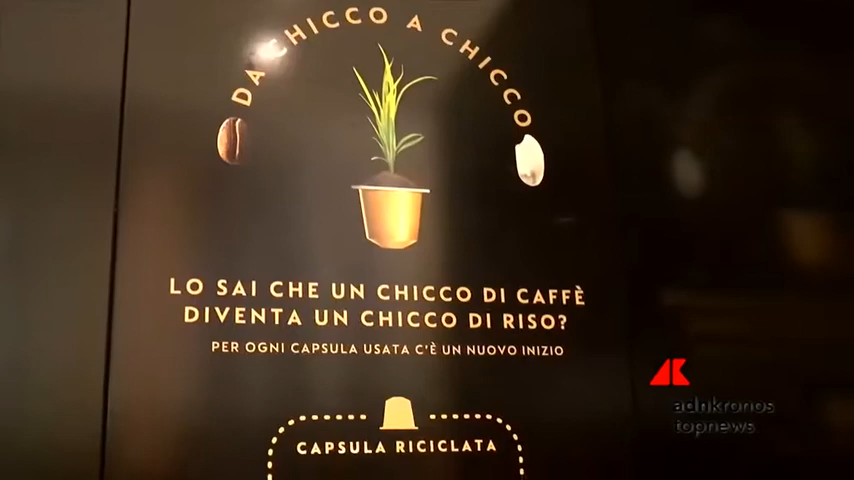 DA CHICCO A CHICCO
LO SAI CHE UN CHICCO DI CAFFÈ
DIVENTA UN CHICCO DI RISO?
PER OGNI CAPSULA USATA C'È UN NUOVO INIZIO
CAPSULA RICICLATA
adnkronos
topnews